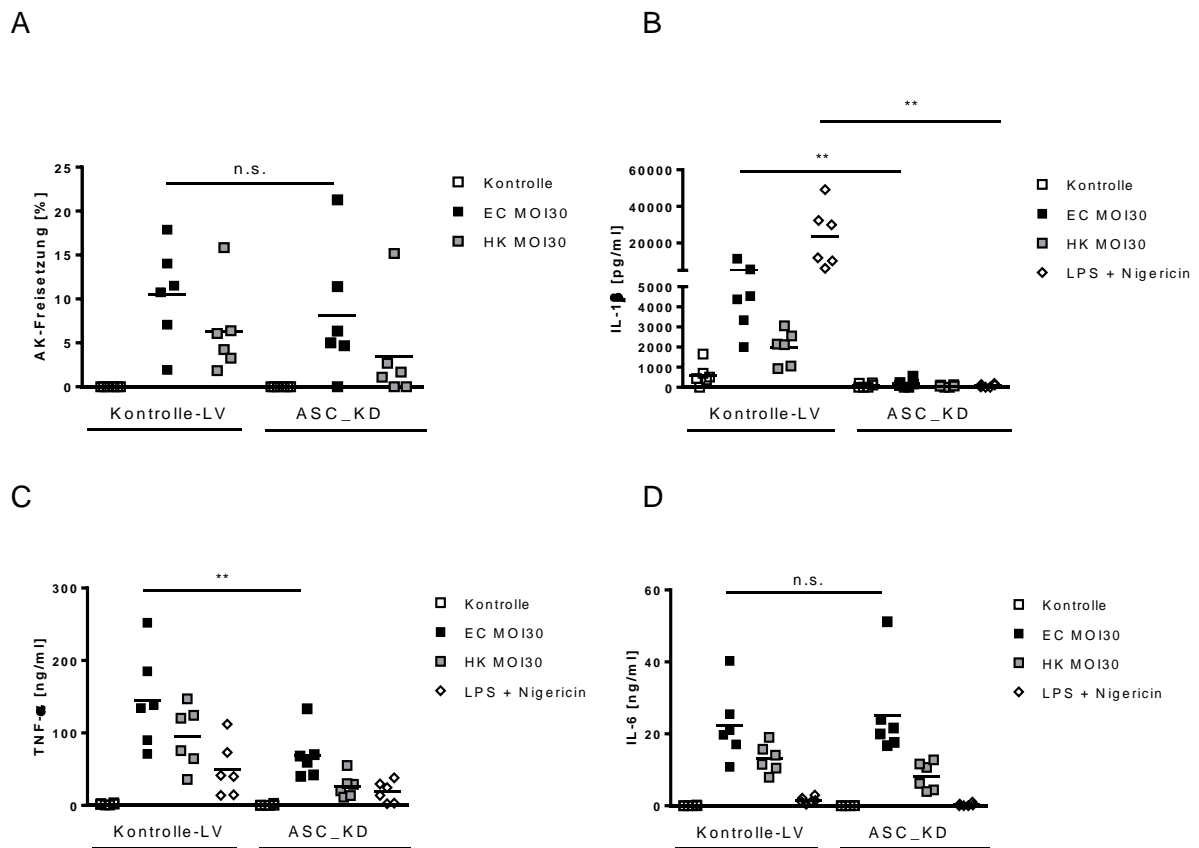 A
AK-Freisetzung [%]
25
20
15
10
5
0
n.s.
Kontrolle
EC MOI30
HK MOI30
Kontrolle-LV
ASC_KD
B
IL-1β [pg/ml]
60000
40000
20000
5000
4000
3000
2000
1000
0
**
**
Kontrolle
EC MOI30
HK MOI30
LPS + Nigericin
Kontrolle-LV
ASC_KD
C
TNF-α [ng/ml]
300
200
100
0
**
Kontrolle
EC MOI30
HK MOI30
LPS + Nigericin
Kontrolle-LV
ASC_KD
D
IL-6 [ng/ml]
60
40
20
0
n.s.
Kontrolle
EC MOI30
HK MOI30
LPS + Nigericin
Kontrolle-LV
ASC_KD